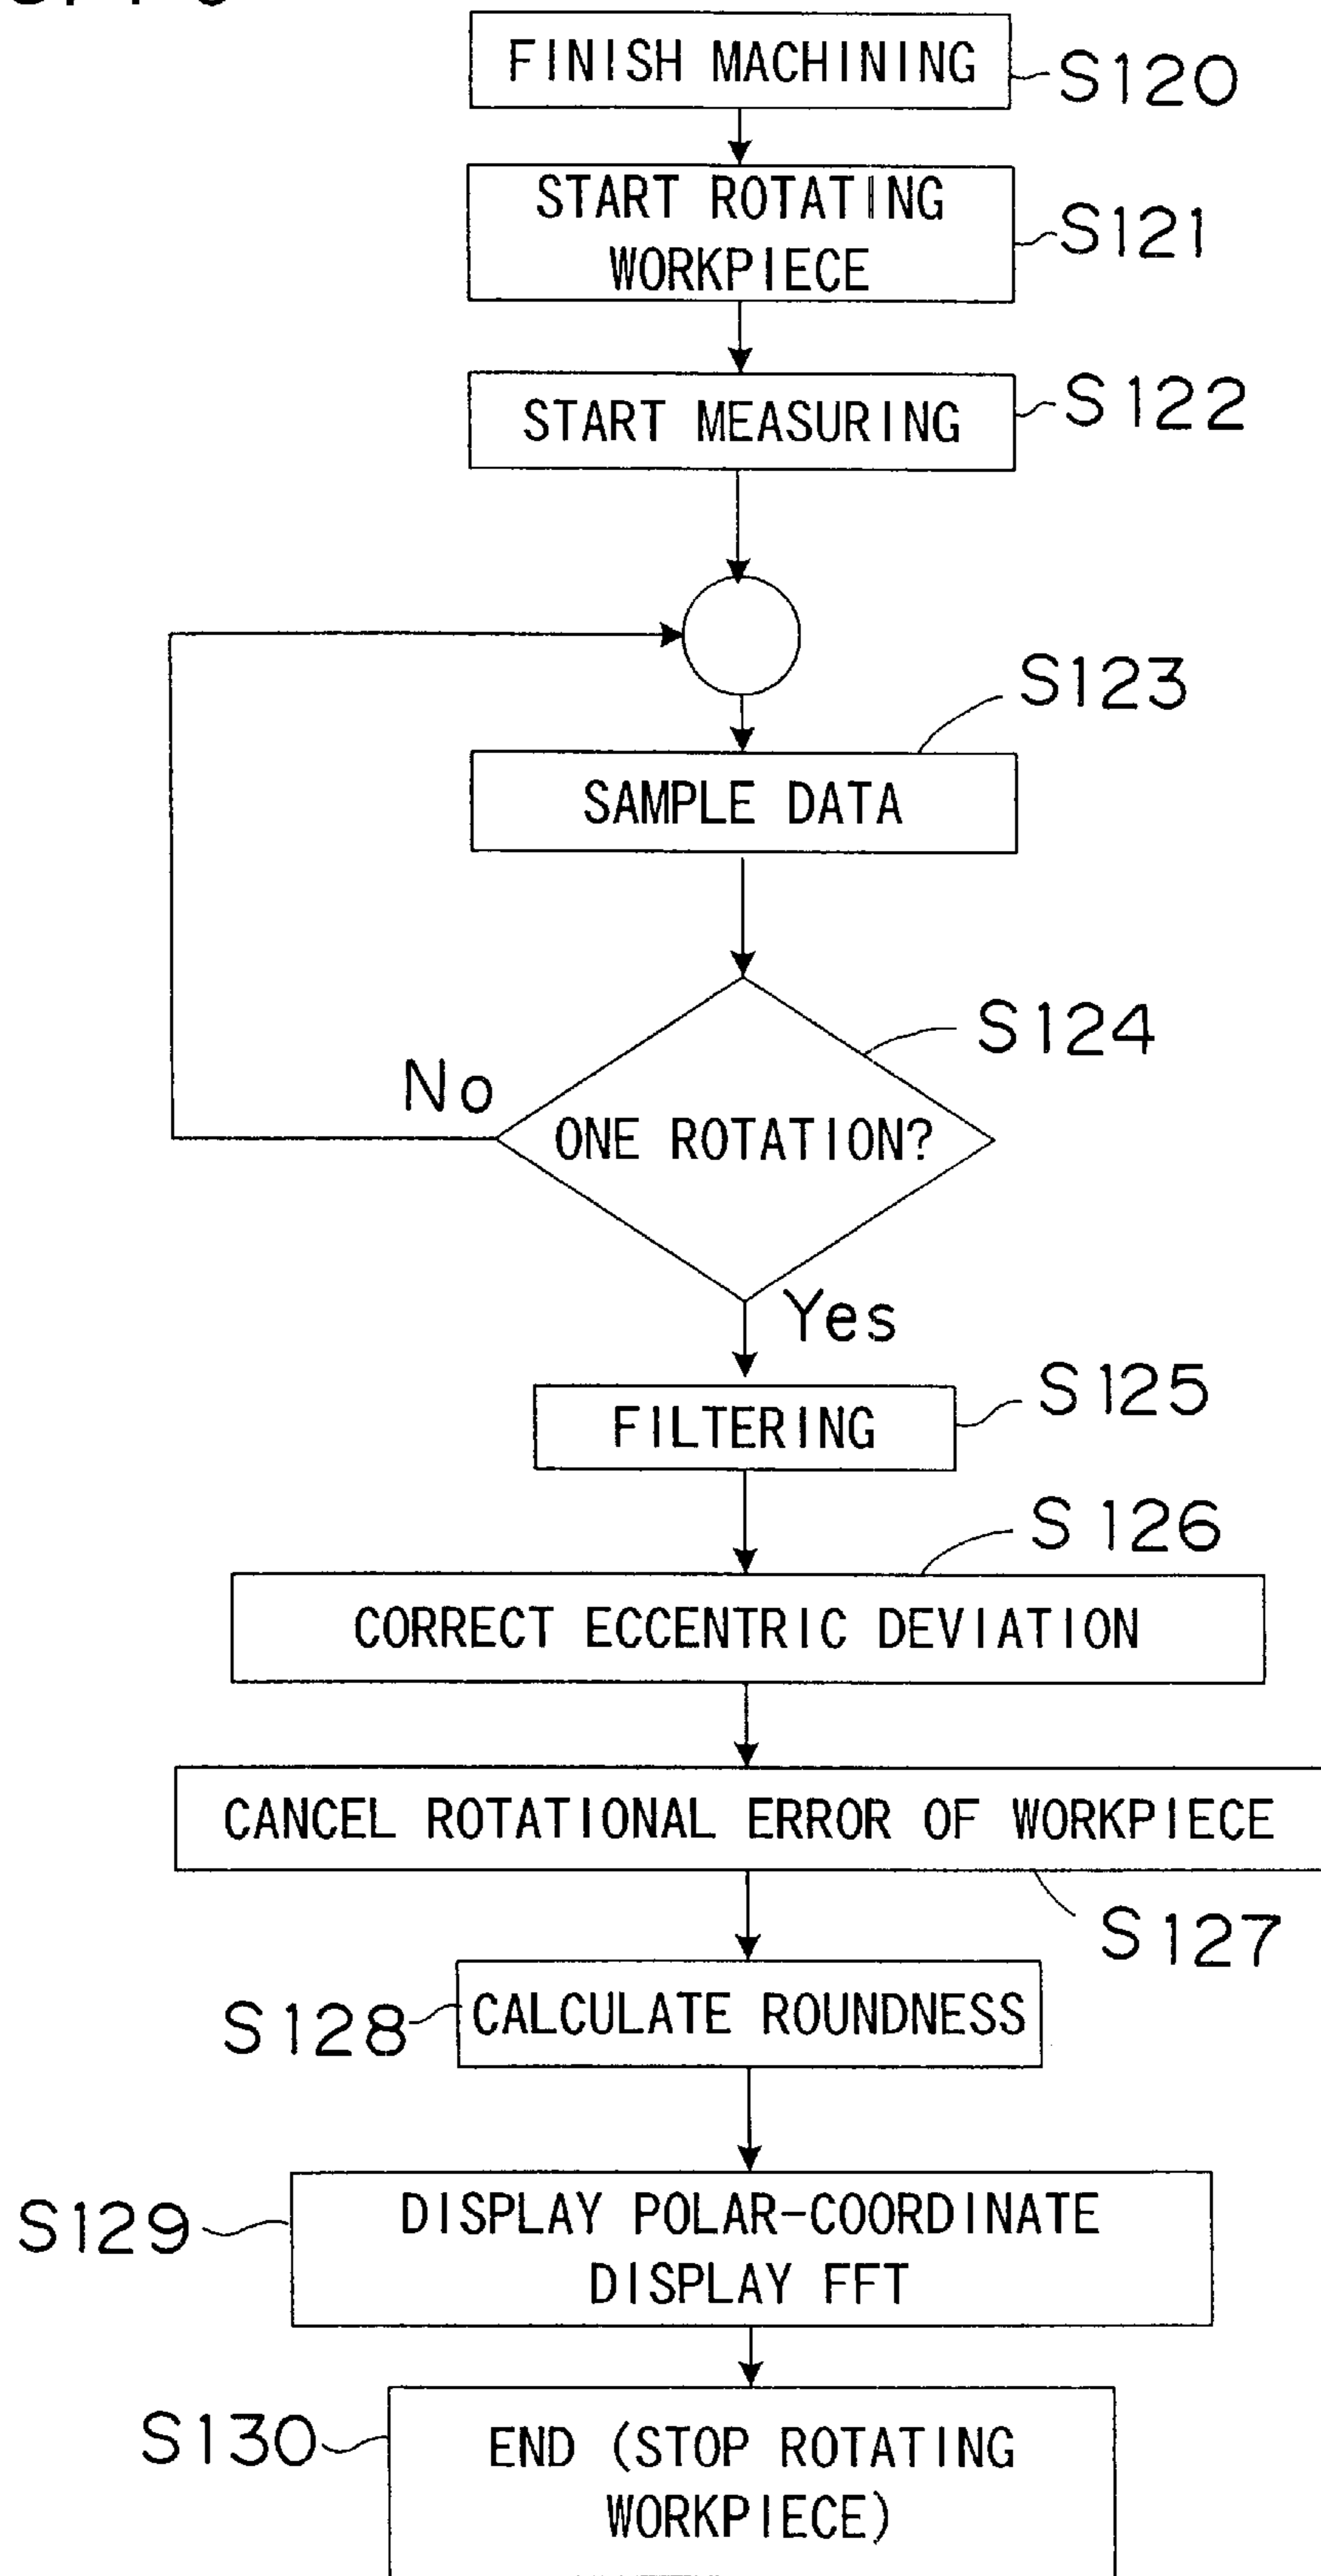 FINISH MACHINING
S120
START ROTATING
WORKPIECE
S121
START MEASURING
S122
S123
SAMPLE DATA
S124
No
ONE ROTATION?
Yes
FILTERING
S125
S126
CORRECT ECCENTRIC DEVIATION
CANCEL ROTATIONAL ERROR OF WORKPIECE
S127
S128
CALCULATE ROUNDNESS
S129
DISPLAY POLAR-COORDINATE
DISPLAY FFT
S130
END (STOP ROTATING
WORKPIECE)